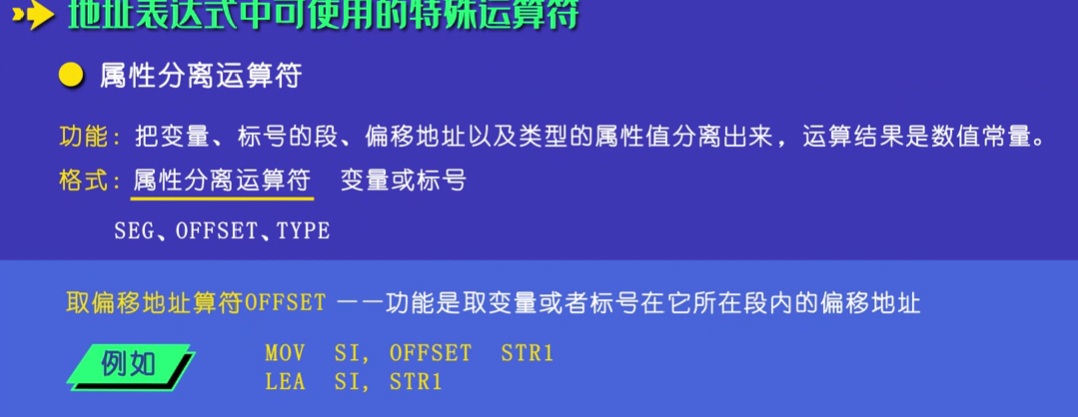 地址表达式中可使用的特殊运算符
属性分离运算符
功能：把变量、标号的段、偏移地址以及类型的属性值分离出来，运算结果是数值常量。
格式：属性分离运算符 变量或标号
SEG、OFFSET、TYPE
取偏移地址算符OFFSET ——功能是取变量或者标号在它所在段内的偏移地址
例如
MOV SI, OFFSET STR1
LEA SI, STR1